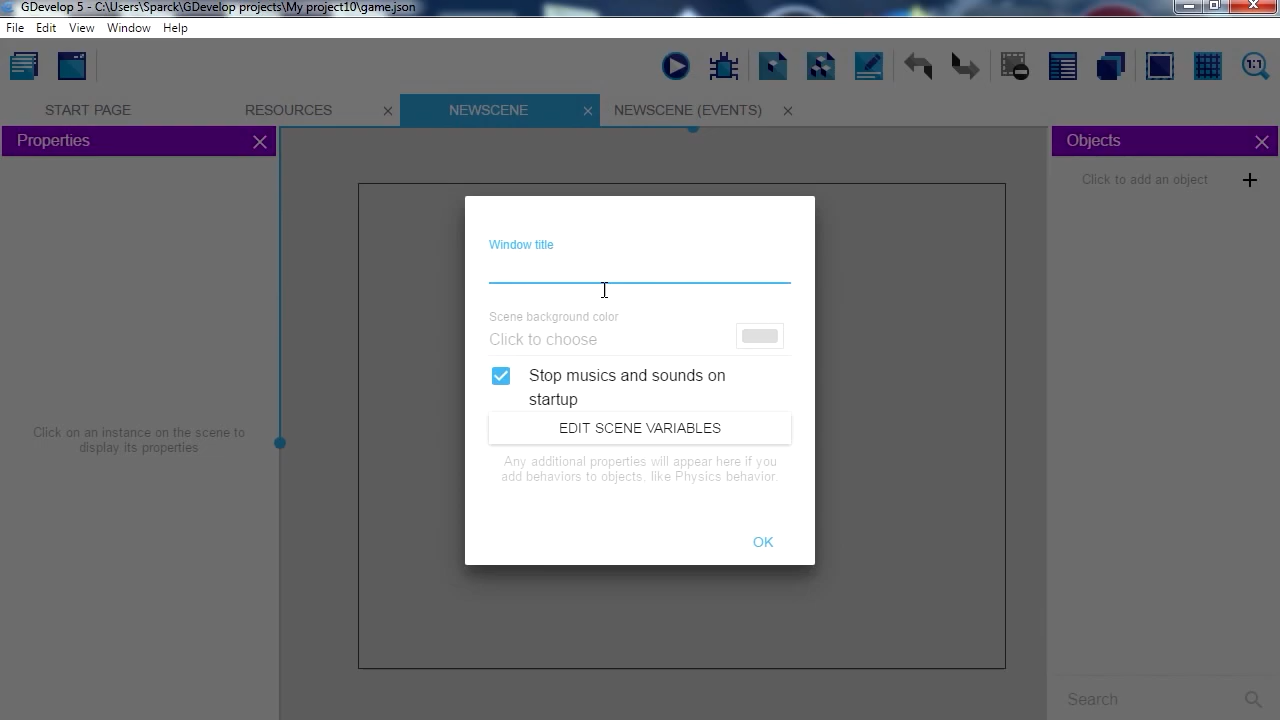 GDevelop 5 - C:\Users\Sparck\GDevelop projects\My project10\game.json
File Edit View Window Help
1:1
START PAGE RESOURCES NEWSCENE NEWSCENE (EVENTS)
Properties
Objects
Click to add an object
Window title
Scene background color
Click to choose
Stop musics and sounds on
startup
EDIT SCENE VARIABLES
Any additional properties will appear here if you
add behaviors to objects, like Physics behavior.
OK
Click on an instance on the scene to
display its properties
Search